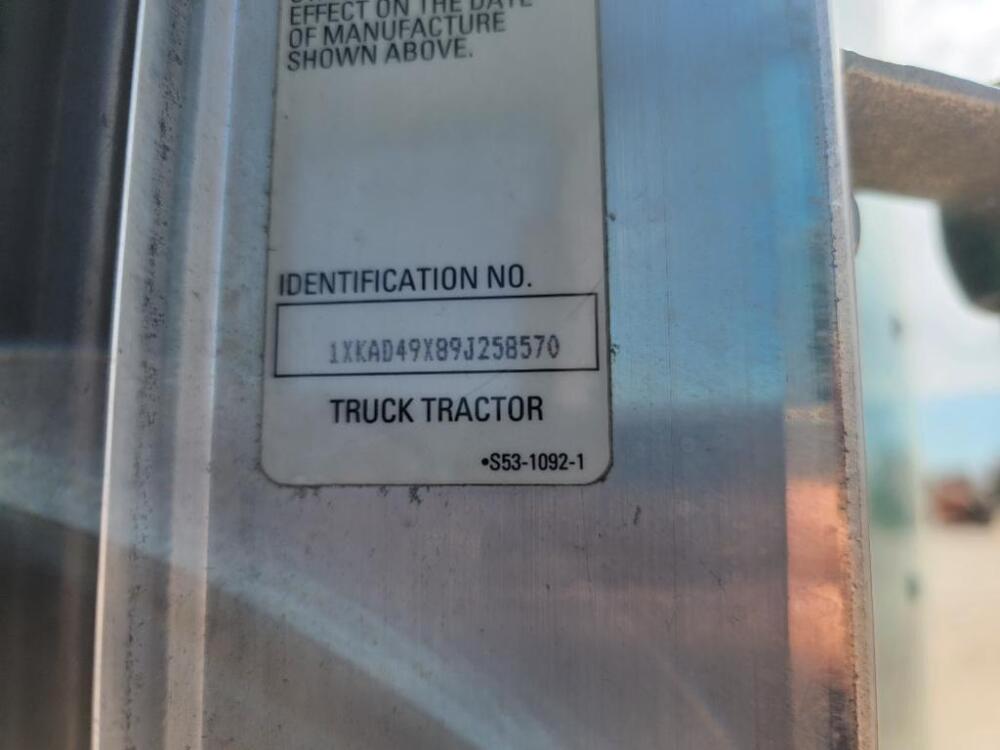 EFFECT ON THE DATE
OF MANUFACTURE
SHOWN ABOVE.
IDENTIFICATION NO.
1XKAD49X89J258570
TRUCK TRACTOR
•S53-1092-1